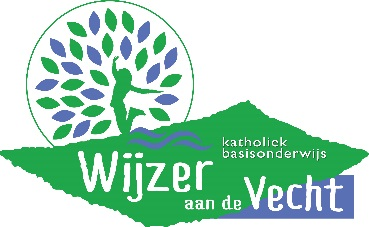 katholiek
basisonderwijs
Wijzer
aan de Vecht